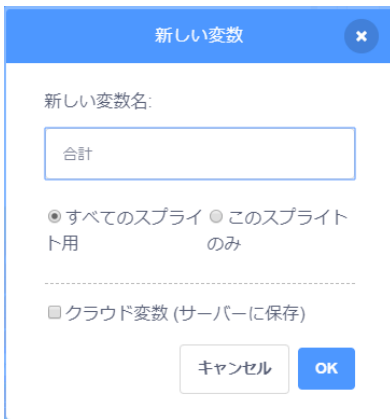 新しい変数
新しい変数名:
合計
すべてのスプライ このスプライト
ト用 のみ
クラウド変数 (サーバーに保存)
キャンセル OK